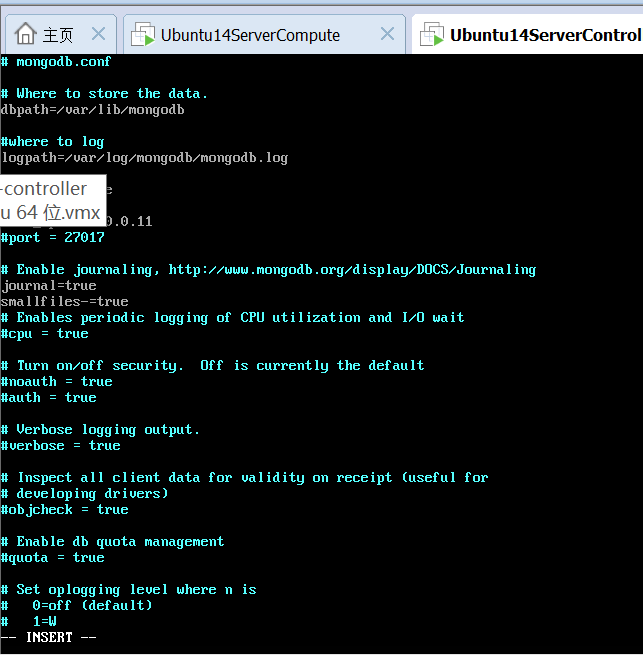 主页
Ubuntu14ServerCompute
Ubuntu14ServerControl
# mongodb.conf
# Where to store the data.
dbpath=/var/lib/mongodb
#where to log
logpath=/var/log/mongodb/mongodb.log
-controller
u 64 位.vmx
0.0.11
#port = 27017
# Enable journaling, http://www.mongodb.org/display/DOCS/Journaling
journal=true
smallfiles-=true
# Enables periodic logging of CPU utilization and I/O wait
#cpu = true
# Turn on/off security.  Off is currently the default
#noauth = true
#auth = true
# Verbose logging output.
#verbose = true
# Inspect all client data for validity on receipt (useful for
# developing drivers)
#objcheck = true
# Enable db quota management
#quota = true
# Set oplogging level where n is
#   0=off (default)
#   1=W
-- INSERT --